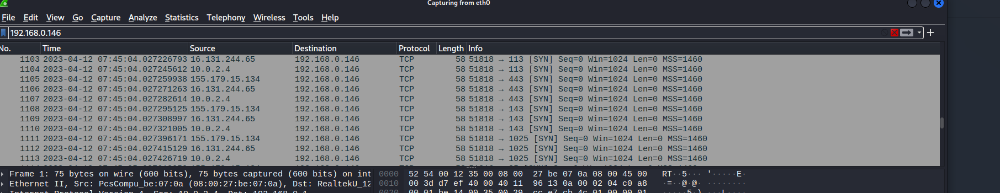 Capturing from eth0
File Edit View Go Capture Analyze Statistics Telephony Wireless Tools Help
192.168.0.146
No. Time Source Destination Protocol Length Info
1103 2023-04-12 07:45:04.027226793 16.131.244.65 192.168.0.146 TCP 58 51818 → 113 [SYN] Seq=0 Win=1024 Len=0 MSS=1460
1104 2023-04-12 07:45:04.027245612 10.0.2.4 192.168.0.146 TCP 58 51818 → 113 [SYN] Seq=0 Win=1024 Len=0 MSS=1460
1105 2023-04-12 07:45:04.027259938 155.179.15.134 192.168.0.146 TCP 58 51818 → 443 [SYN] Seq=0 Win=1024 Len=0 MSS=1460
1106 2023-04-12 07:45:04.027271263 16.131.244.65 192.168.0.146 TCP 58 51818 → 443 [SYN] Seq=0 Win=1024 Len=0 MSS=1460
1107 2023-04-12 07:45:04.027282614 10.0.2.4 192.168.0.146 TCP 58 51818 → 443 [SYN] Seq=0 Win=1024 Len=0 MSS=1460
1108 2023-04-12 07:45:04.027295125 155.179.15.134 192.168.0.146 TCP 58 51818 → 143 [SYN] Seq=0 Win=1024 Len=0 MSS=1460
1109 2023-04-12 07:45:04.027308997 16.131.244.65 192.168.0.146 TCP 58 51818 → 143 [SYN] Seq=0 Win=1024 Len=0 MSS=1460
1110 2023-04-12 07:45:04.027321005 10.0.2.4 192.168.0.146 TCP 58 51818 → 143 [SYN] Seq=0 Win=1024 Len=0 MSS=1460
1111 2023-04-12 07:45:04.027396171 155.179.15.134 192.168.0.146 TCP 58 51818 → 1025 [SYN] Seq=0 Win=1024 Len=0 MSS=1460
1112 2023-04-12 07:45:04.027415129 16.131.244.65 192.168.0.146 TCP 58 51818 → 1025 [SYN] Seq=0 Win=1024 Len=0 MSS=1460
1113 2023-04-12 07:45:04.027426719 10.0.2.4 192.168.0.146 TCP 58 51818 → 1025 [SYN] Seq=0 Win=1024 Len=0 MSS=1460
Frame 1: 75 bytes on wire (600 bits), 75 bytes captured (600 bits) on int
Ethernet II, Src: PcsCompu_be:07:0a (08:00:27:be:07:0a), Dst: RealtekU_12
0000 52 54 00 12 35 00 08 00 27 be 07 0a 08 00 45 00 RT··5···'·····E·
0010 00 3d d7 ef 40 00 40 11 96 13 0a 00 02 04 c0 a8 ·=··@·@·